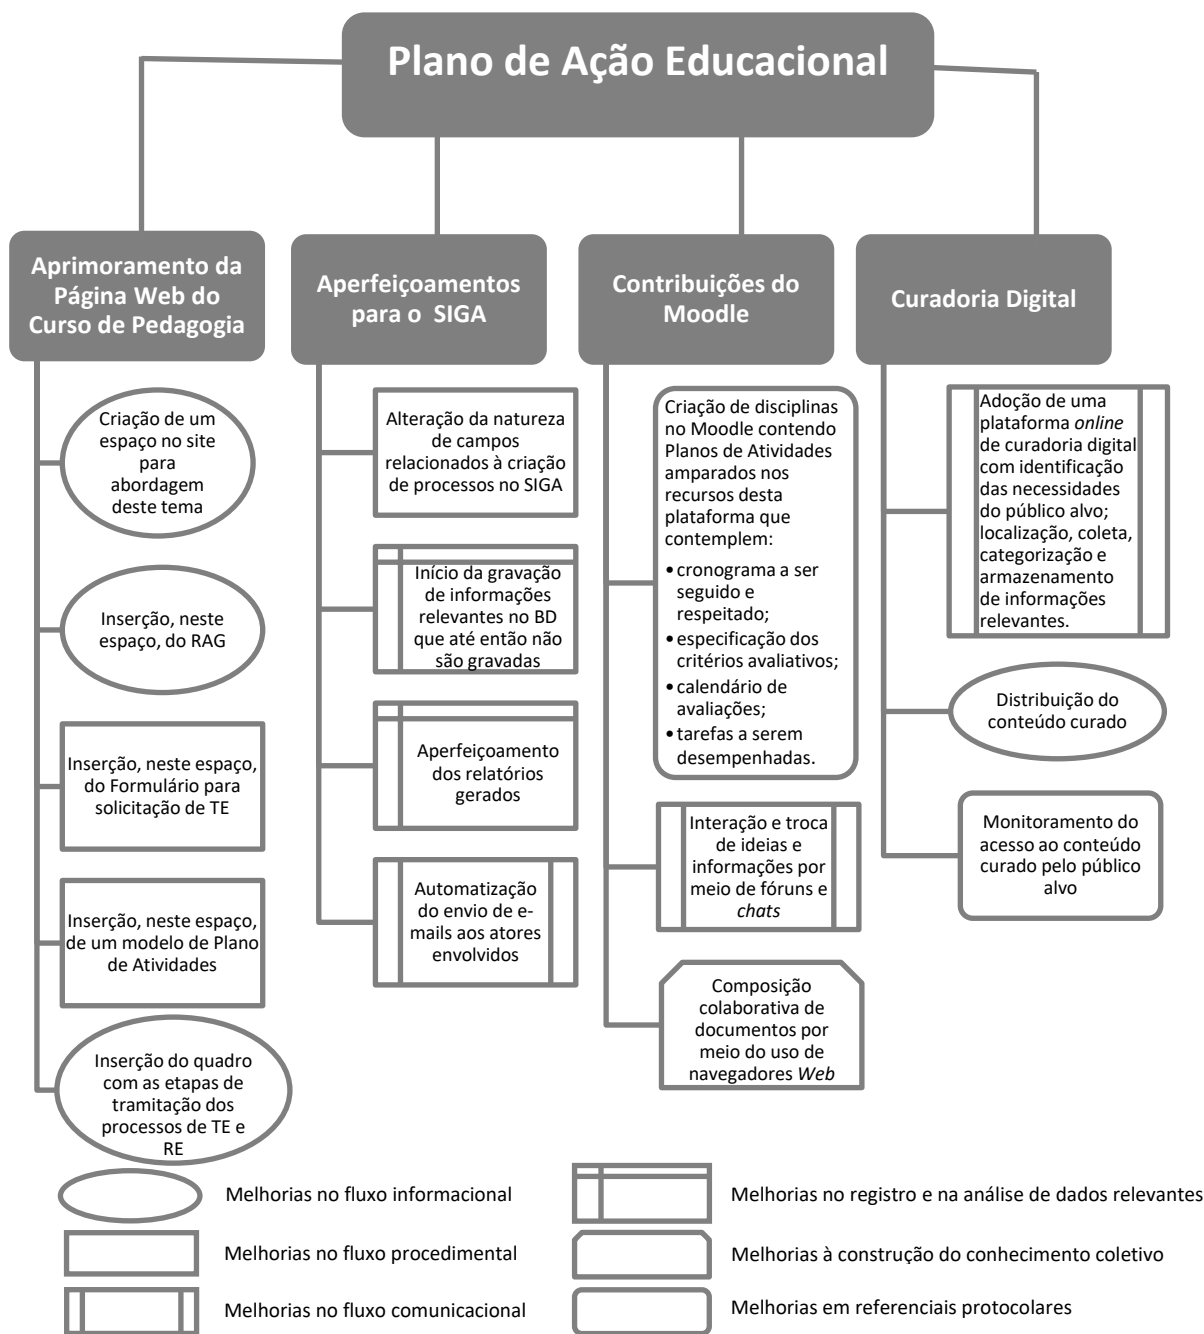 Plano de Ação Educacional
Aprimoramento da
Página Web do
Curso de Pedagogia
Criação de um
espaço no site
para
abordagem
deste tema
Inserção, neste
espaço, do RAG
Inserção, neste espaço,
do Formulário para
solicitação de TE
Inserção, neste espaço,
de um modelo de Plano
de Atividades
Inserção do quadro
com as etapas de
tramitação dos
processos de TE e
RE
Aperfeiçoamentos
para o SIGA
Alteração da natureza
de campos
relacionados à criação
de processos no SIGA
Início da gravação
de informações
relevantes no BD
que até então não
são gravadas
Aperfeiçoamento
dos relatórios
gerados
Automatização
do envio de e-
mails aos atores
envolvidos
Contribuições do
Moodle
Criação de disciplinas
no Moodle contendo
Planos de Atividades
amparados nos
recursos desta
plataforma que
contemplem:
• cronograma a ser
seguido e
respeitado;
• especificação dos
critérios avaliativos;
• calendário de
avaliações;
• tarefas a serem
desempenhadas.
Interação e troca
de ideias e
informações por
meio de fóruns e
chats
Composição
colaborativa de
documentos por
meio do uso de
navegadores Web
Curadoria Digital
Adoção de uma
plataforma online
de curadoria digital
com identificação
das necessidades
do público alvo;
localização, coleta,
categorização e
armazenamento
de informações
relevantes.
Distribuição do
conteúdo curado
Monitoramento do
acesso ao conteúdo
curado pelo público
alvo
Melhorias no fluxo informacional
Melhorias no fluxo procedimental
Melhorias no fluxo comunicacional
Melhorias no registro e na análise de dados relevantes
Melhorias à construção do conhecimento coletivo
Melhorias em referenciais protocolares